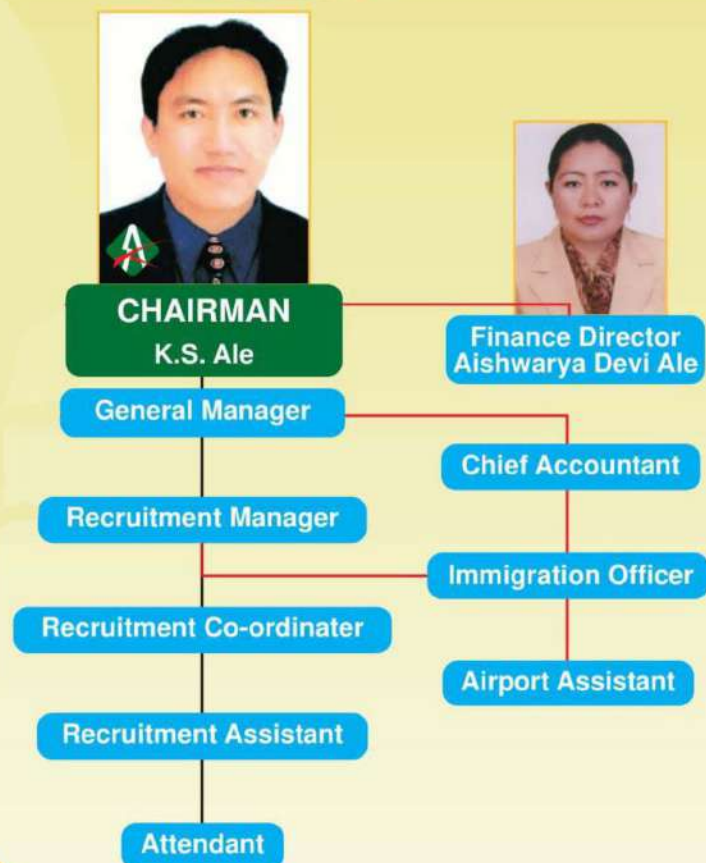 CHAIRMAN
K.S. Ale
Finance Director
Aishwarya Devi Ale
General Manager
Chief Accountant
Recruitment Manager
Immigration Officer
Recruitment Co-ordinater
Airport Assistant
Recruitment Assistant
Attendant